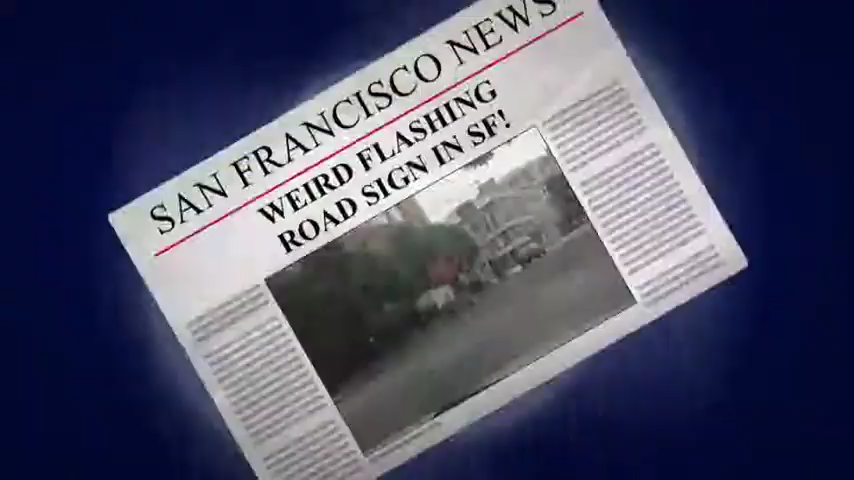 SAN FRANCISCO NEWS
WEIRD FLASHING
ROAD SIGN IN SF!